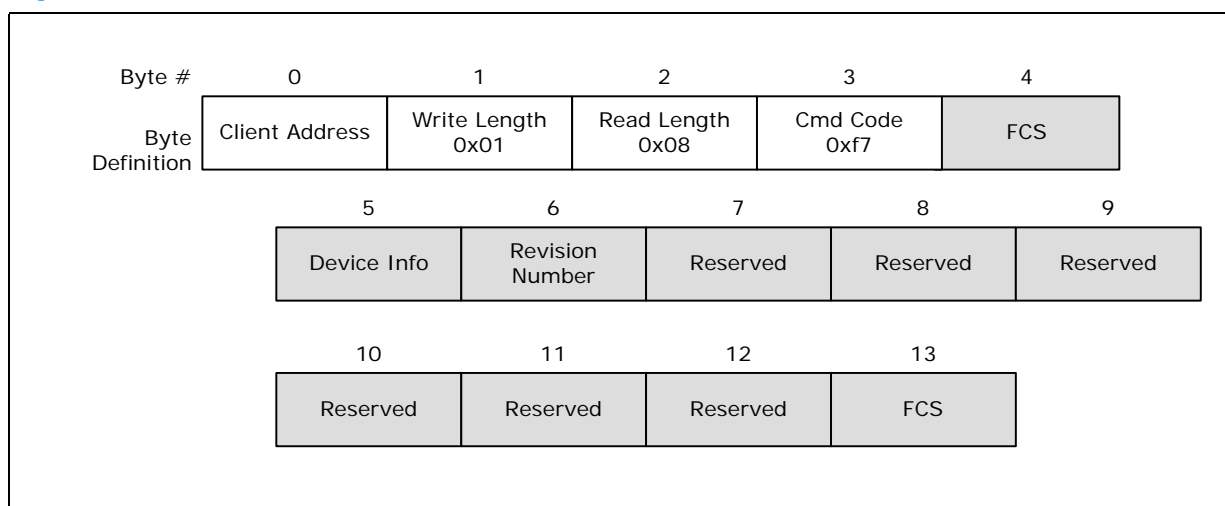 Byte # 0 1 2 3 4
Byte Definition
Client Address
Write Length
0x01
Read Length
0x08
Cmd Code
0xf7
FCS
5 6 7 8 9
Device Info
Revision
Number
Reserved
Reserved
Reserved
10 11 12 13
Reserved
Reserved
Reserved
FCS